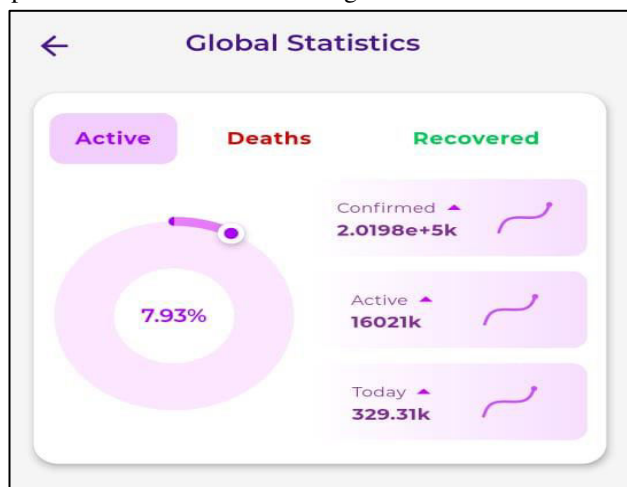 Global Statistics
Active Deaths Recovered
Confirmed
2.0198e+5k
7.93%
Active
16021k
Today
329.31k